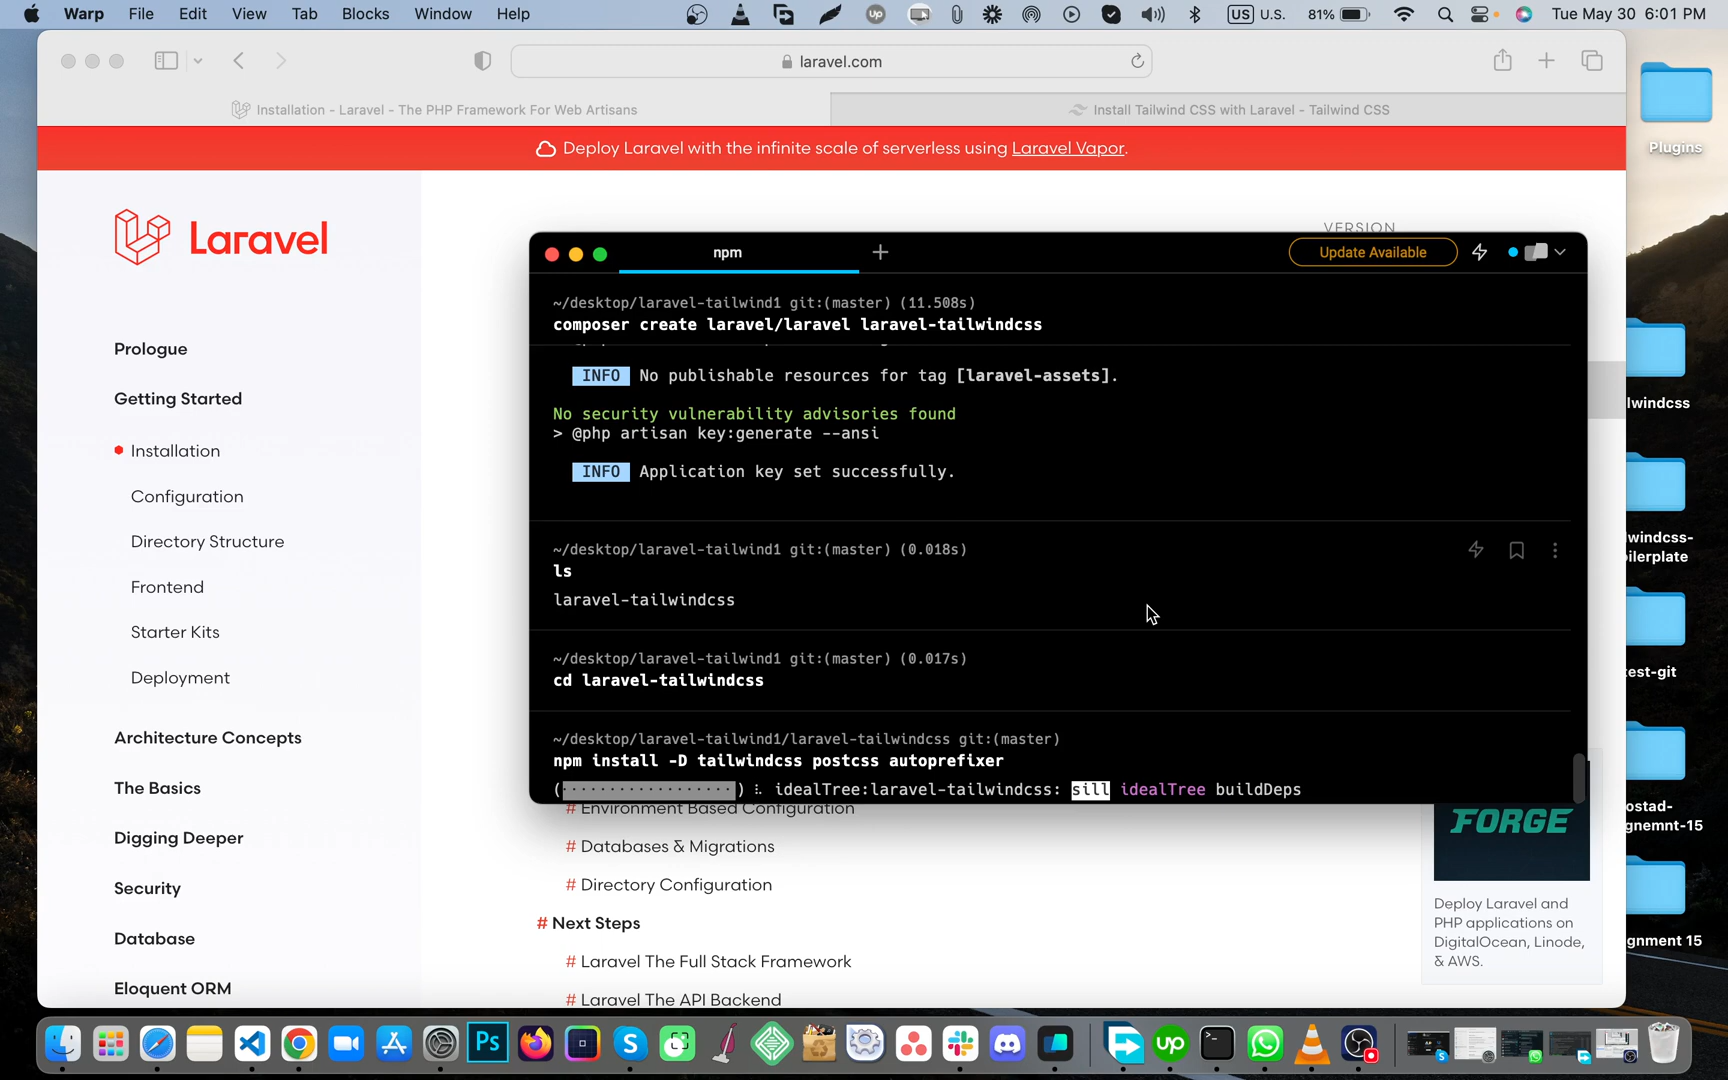 Warp File Edit View Tab Blocks Window Help
US U.S. 81% Tue May 30 6:01 PM
laravel.com
Installation - Laravel - The PHP Framework For Web Artisans
Install Tailwind CSS with Laravel - Tailwind CSS
Deploy Laravel with the infinite scale of serverless using Laravel Vapor.
Plugins
Laravel
VERSION
npm
Update Available
~/desktop/laravel-tailwind1 git:(master) (11.508s)
composer create laravel/laravel laravel-tailwindcss
INFO No publishable resources for tag [laravel-assets].
No security vulnerability advisories found
> @php artisan key:generate --ansi
INFO Application key set successfully.
~/desktop/laravel-tailwind1 git:(master) (0.018s)
ls
laravel-tailwindcss
~/desktop/laravel-tailwind1 git:(master) (0.017s)
cd laravel-tailwindcss
~/desktop/laravel-tailwind1/laravel-tailwindcss git:(master)
npm install -D tailwindcss postcss autoprefixer
(··················) ⠧ idealTree:laravel-tailwindcss: sill idealTree buildDeps
Prologue
Getting Started
Installation
Configuration
Directory Structure
Frontend
Starter Kits
Deployment
Architecture Concepts
The Basics
Digging Deeper
Security
Database
Eloquent ORM
# Environment Based Configuration
# Databases & Migrations
# Directory Configuration
# Next Steps
# Laravel The Full Stack Framework
# Laravel The API Backend
FORGE
Deploy Laravel and
PHP applications on
DigitalOcean, Linode,
& AWS.
lwindcss
windcss-
oilerplate
est-git
ostad-
gnemnt-15
gnment 15
Ps
up